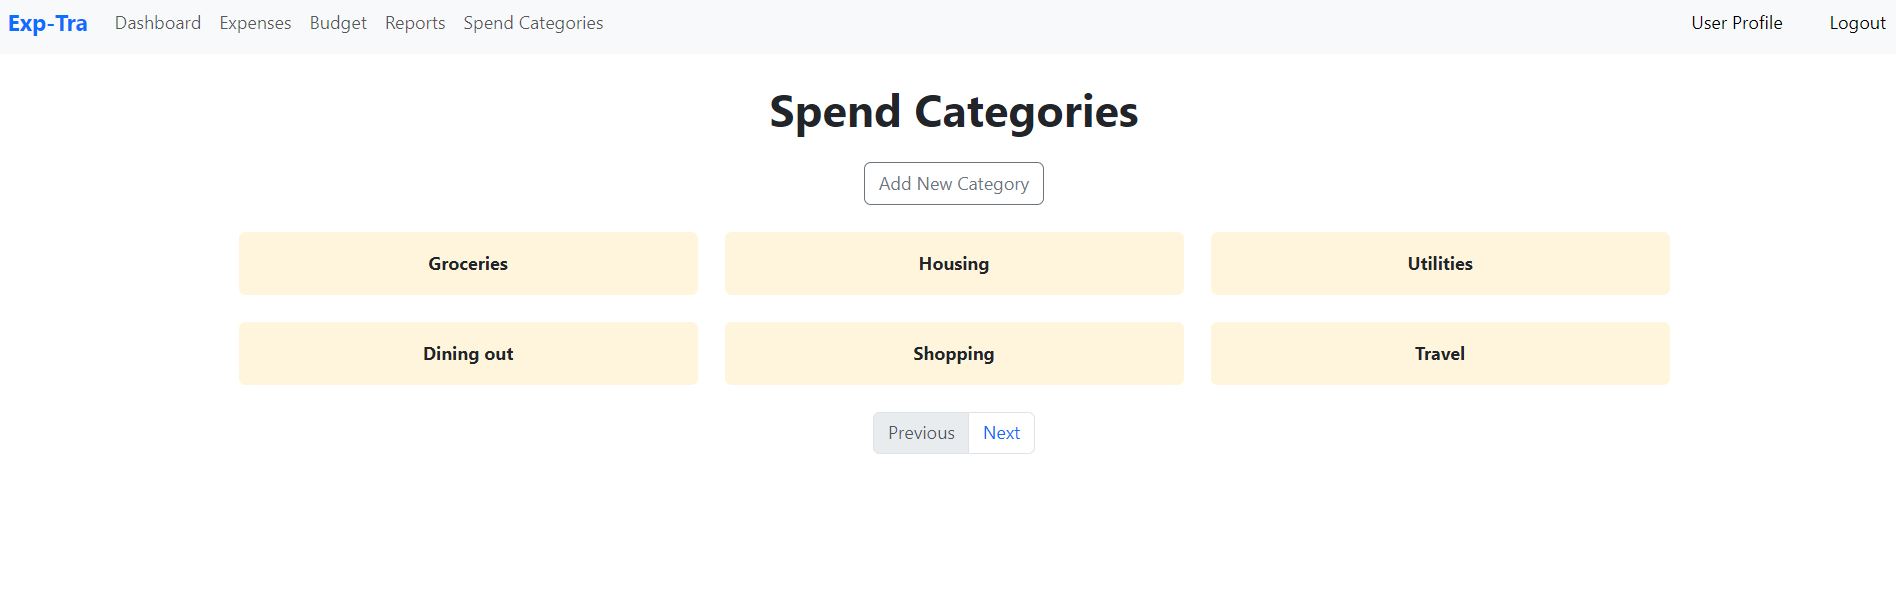 Exp-Tra Dashboard Expenses Budget Reports Spend Categories User Profile Logout
Spend Categories
Add New Category
Groceries Housing Utilities
Dining out Shopping Travel
Previous Next